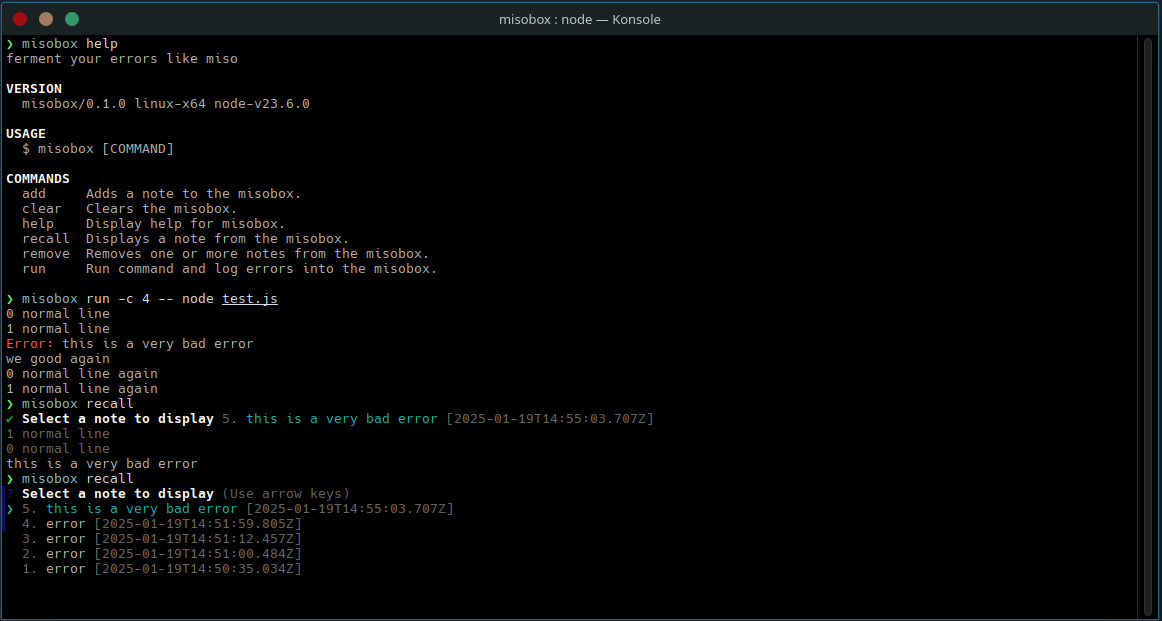 misobox : node — Konsole
❯ misobox help
ferment your errors like miso
VERSION
misobox/0.1.0 linux-x64 node-v23.6.0
USAGE
$ misobox [COMMAND]
COMMANDS
add     Adds a note to the misobox.
clear   Clears the misobox.
help    Display help for misobox.
recall  Displays a note from the misobox.
remove  Removes one or more notes from the misobox.
run     Run command and log errors into the misobox.
❯ misobox run -c 4 -- node test.js
0 normal line
1 normal line
Error: this is a very bad error
we good again
0 normal line again
1 normal line again
❯ misobox recall
✔ Select a note to display 5. this is a very bad error [2025-01-19T14:55:03.707Z]
1 normal line
0 normal line
this is a very bad error
❯ misobox recall
? Select a note to display (Use arrow keys)
❯ 5. this is a very bad error [2025-01-19T14:55:03.707Z]
4. error [2025-01-19T14:51:59.805Z]
3. error [2025-01-19T14:51:12.457Z]
2. error [2025-01-19T14:51:00.484Z]
1. error [2025-01-19T14:50:35.034Z]